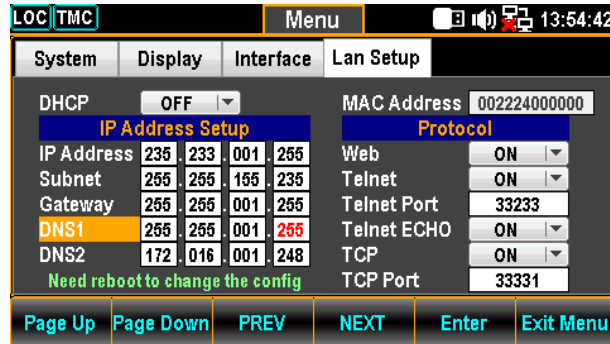 LOC TMC Menu 13:54:42
System Display Interface Lan Setup
DHCP OFF MAC Address 002224000000
IP Address Setup Protocol
IP Address 235 . 233 . 001 . 255 Web ON
Subnet 255 . 255 . 155 . 235 Telnet ON
Gateway 255 . 255 . 001 . 255 Telnet Port 33233
DNS1 255 . 255 . 001 . 255 Telnet ECHO ON
DNS2 172 . 016 . 001 . 248 TCP ON
Need reboot to change the config TCP Port 33331
Page Up Page Down PREV NEXT Enter Exit Menu